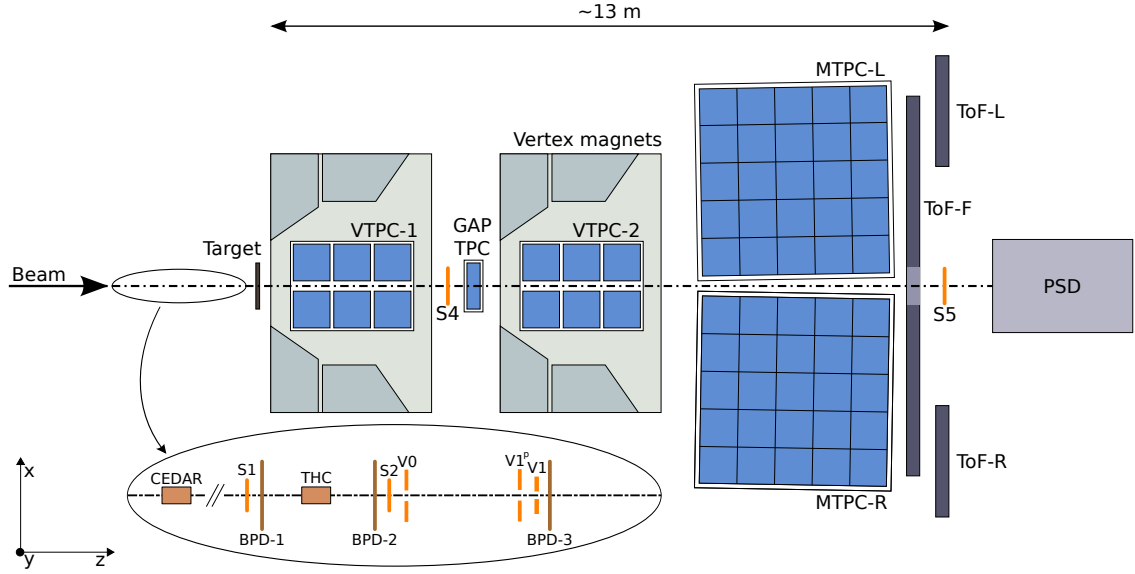 ~13 m
MTPC-L
ToF-L
Vertex magnets
ToF-F
VTPC-1
GAP
TPC
VTPC-2
Target
Beam
S4
S5
PSD
x
y
z
CEDAR
S1
THC
S2
V0
V1p
V1
BPD-1
BPD-2
BPD-3
ToF-R
MTPC-R